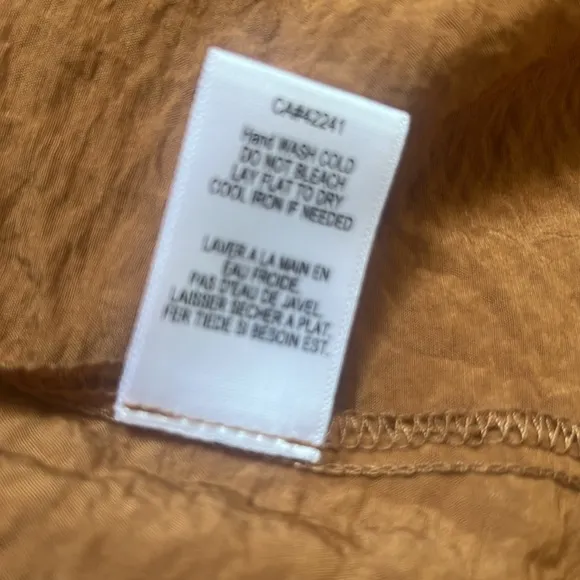 CA#42241
Hand WASH COLD
DO NOT BLEACH
LAY FLAT TO DRY
COOL IRON IF NEEDED
LAVER A LA MAIN EN
EAU FROIDE.
PAS D'EAU DE JAVEL.
LAISSER SECHER A PLAT.
FER TIEDE SI BESOIN EST.